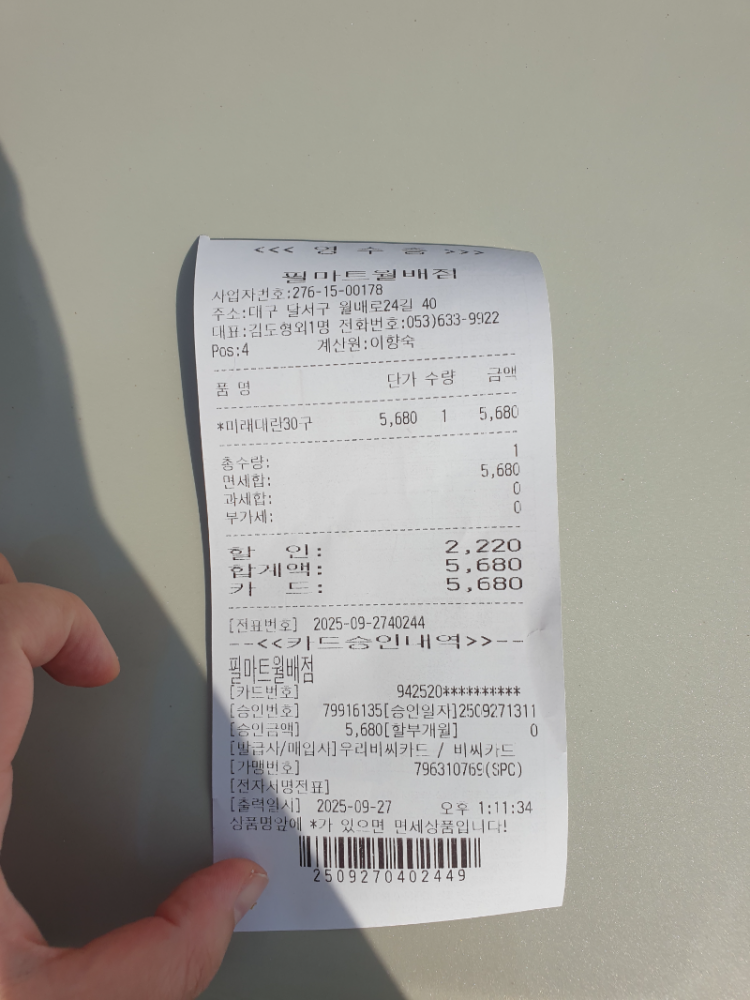 <<< 영 수 증 >>>
필마트월배점
사업자번호:276-15-00178
주소:대구 달서구 월배로24길 40
대표:김도형외1명 전화번호:053)633-9922
Pos:4 계산원:이향숙
품 명 단가 수량 금액
*미래대란30구 5,680 1 5,680
총수량: 1
면세합: 5,680
과세합: 0
부가세: 0
할 인: 2,220
합계액: 5,680
카 드: 5,680
[전표번호] 2025-09-2740244
--<<카드승인내역>>--
필마트월배점
[카드번호] 942520**********
[승인번호] 79916135[승인일자]2509271311
[승인금액] 5,680[할부개월] 0
[발급사/매입사]우리비씨카드 / 비씨카드
[가맹번호] 796310769(SPC)
[전자서명전표]
[출력일시] 2025-09-27 오후 1:11:34
상품명앞에 *가 있으면 면세상품입니다!
2509270402449